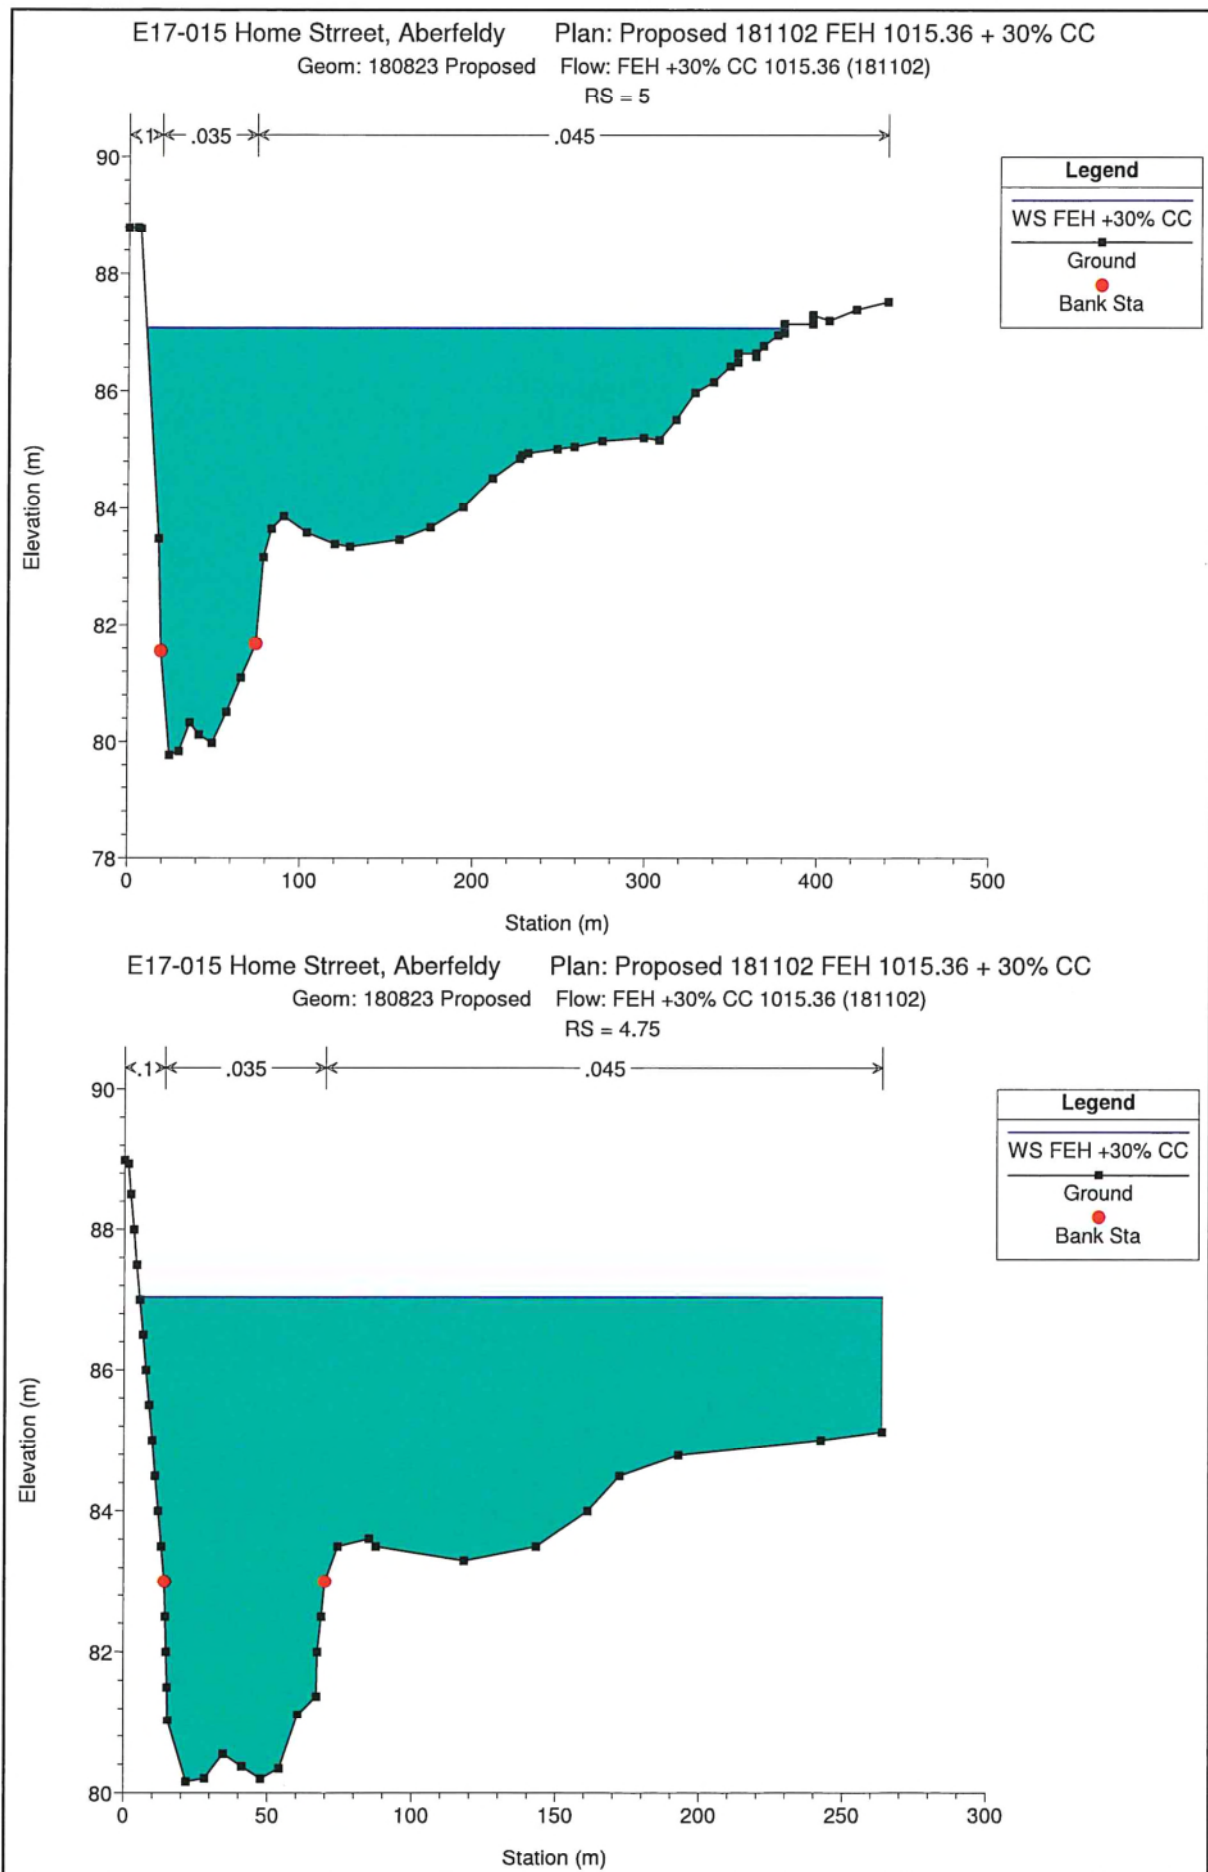 E17-015 Home Strreet, Aberfeldy Plan: Proposed 181102 FEH 1015.36 + 30% CC
Geom: 180823 Proposed Flow: FEH +30% CC 1015.36 (181102)
RS = 5
.1 .035 .045
90
88
86
84
82
80
78
Elevation (m)
0 100 200 300 400 500
Station (m)
Legend
WS FEH +30% CC
Ground
Bank Sta
E17-015 Home Strreet, Aberfeldy Plan: Proposed 181102 FEH 1015.36 + 30% CC
Geom: 180823 Proposed Flow: FEH +30% CC 1015.36 (181102)
RS = 4.75
.1 .035 .045
90
88
86
84
82
80
Elevation (m)
0 50 100 150 200 250 300
Station (m)
Legend
WS FEH +30% CC
Ground
Bank Sta